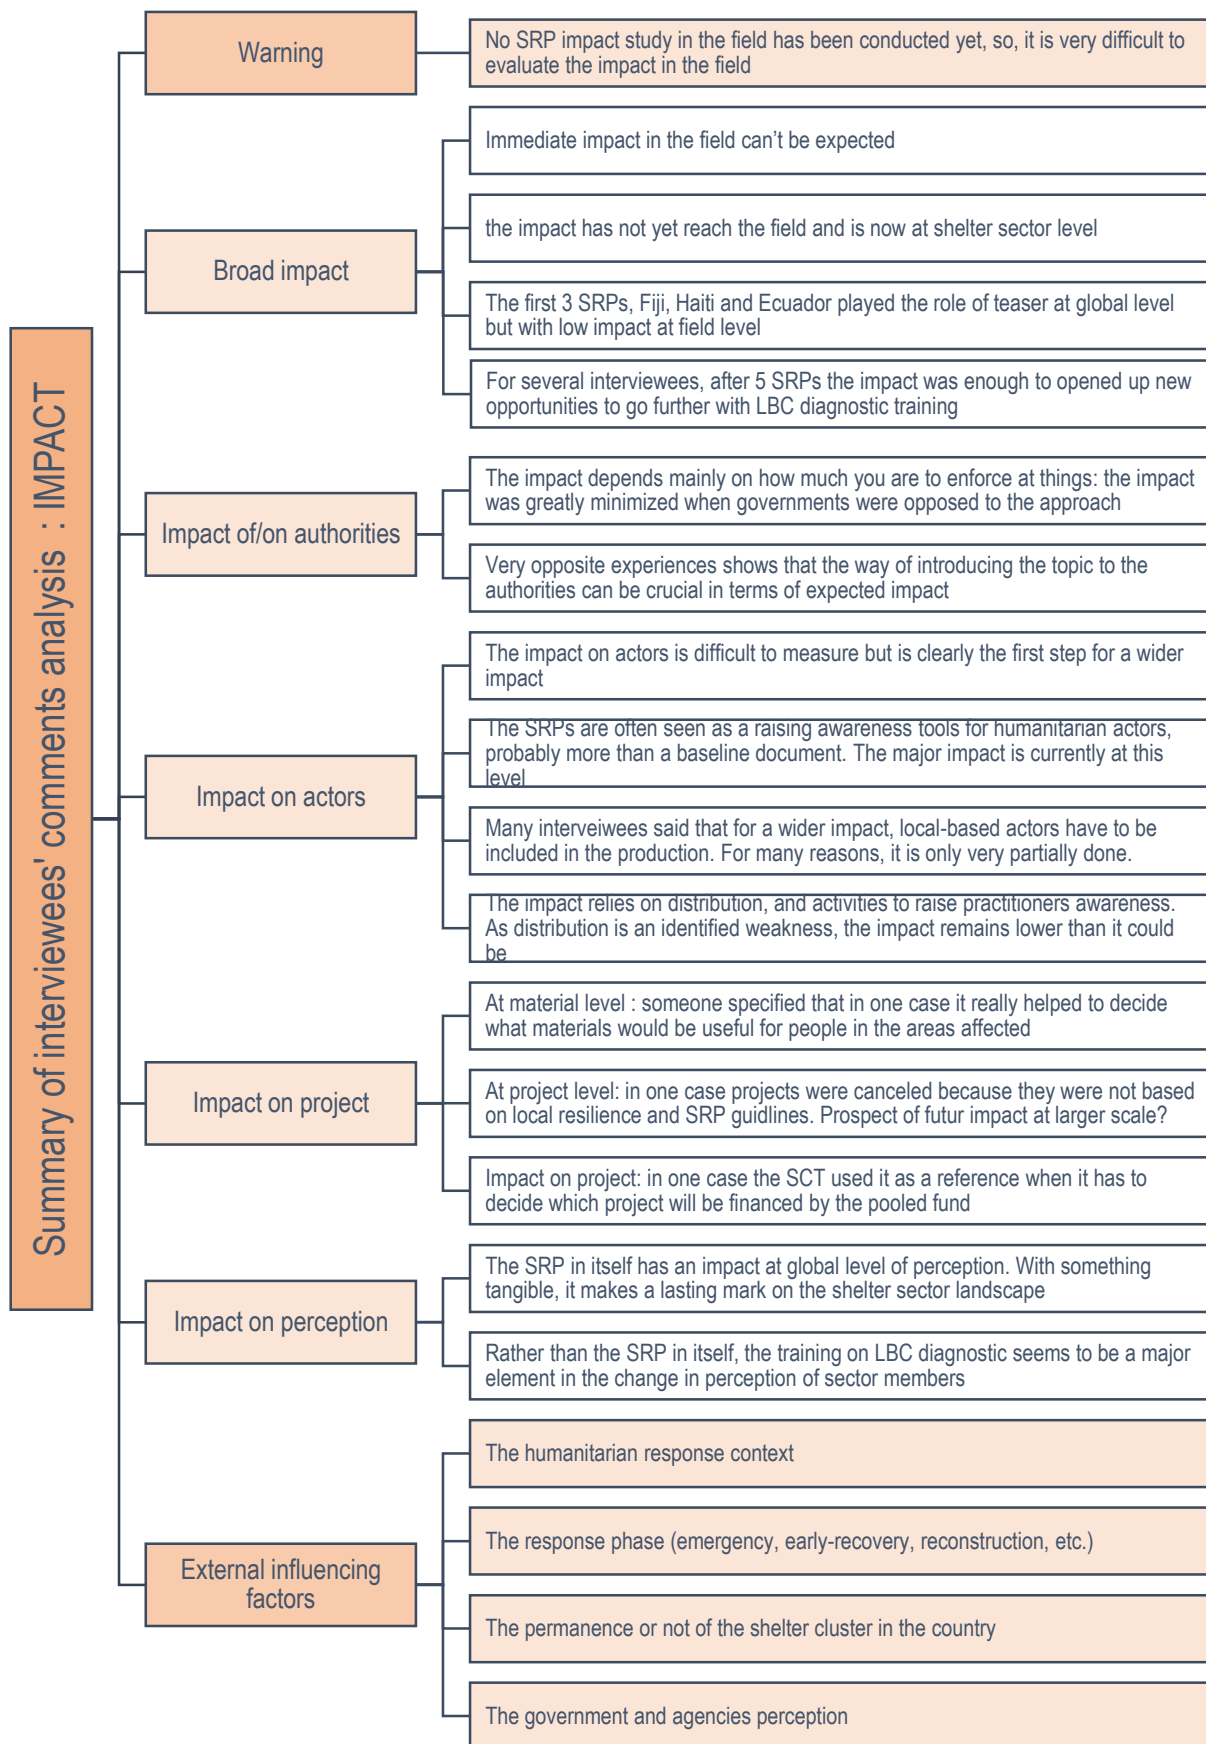 Summary of interviewees' comments analysis : IMPACT
Warning
No SRP impact study in the field has been conducted yet, so, it is very difficult to
evaluate the impact in the field
Broad impact
Immediate impact in the field can't be expected
the impact has not yet reach the field and is now at shelter sector level
The first 3 SRPs, Fiji, Haiti and Ecuador played the role of teaser at global level
but with low impact at field level
For several interviewees, after 5 SRPs the impact was enough to opened up new
opportunities to go further with LBC diagnostic training
Impact of/on authorities
The impact depends mainly on how much you are to enforce at things: the impact
was greatly minimized when governments were opposed to the approach
Very opposite experiences shows that the way of introducing the topic to the
authorities can be crucial in terms of expected impact
Impact on actors
The impact on actors is difficult to measure but is clearly the first step for a wider
impact
The SRPs are often seen as a raising awareness tools for humanitarian actors,
probably more than a baseline document. The major impact is currently at this
level
Many interveiwees said that for a wider impact, local-based actors have to be
included in the production. For many reasons, it is only very partially done.
The impact relies on distribution, and activities to raise practitioners awareness.
As distribution is an identified weakness, the impact remains lower than it could
be
Impact on project
At material level : someone specified that in one case it really helped to decide
what materials would be useful for people in the areas affected
At project level: in one case projects were canceled because they were not based
on local resilience and SRP guidlines. Prospect of futur impact at larger scale?
Impact on project: in one case the SCT used it as a reference when it has to
decide which project will be financed by the pooled fund
Impact on perception
The SRP in itself has an impact at global level of perception. With something
tangible, it makes a lasting mark on the shelter sector landscape
Rather than the SRP in itself, the training on LBC diagnostic seems to be a major
element in the change in perception of sector members
External influencing
factors
The humanitarian response context
The response phase (emergency, early-recovery, reconstruction, etc.)
The permanence or not of the shelter cluster in the country
The government and agencies perception